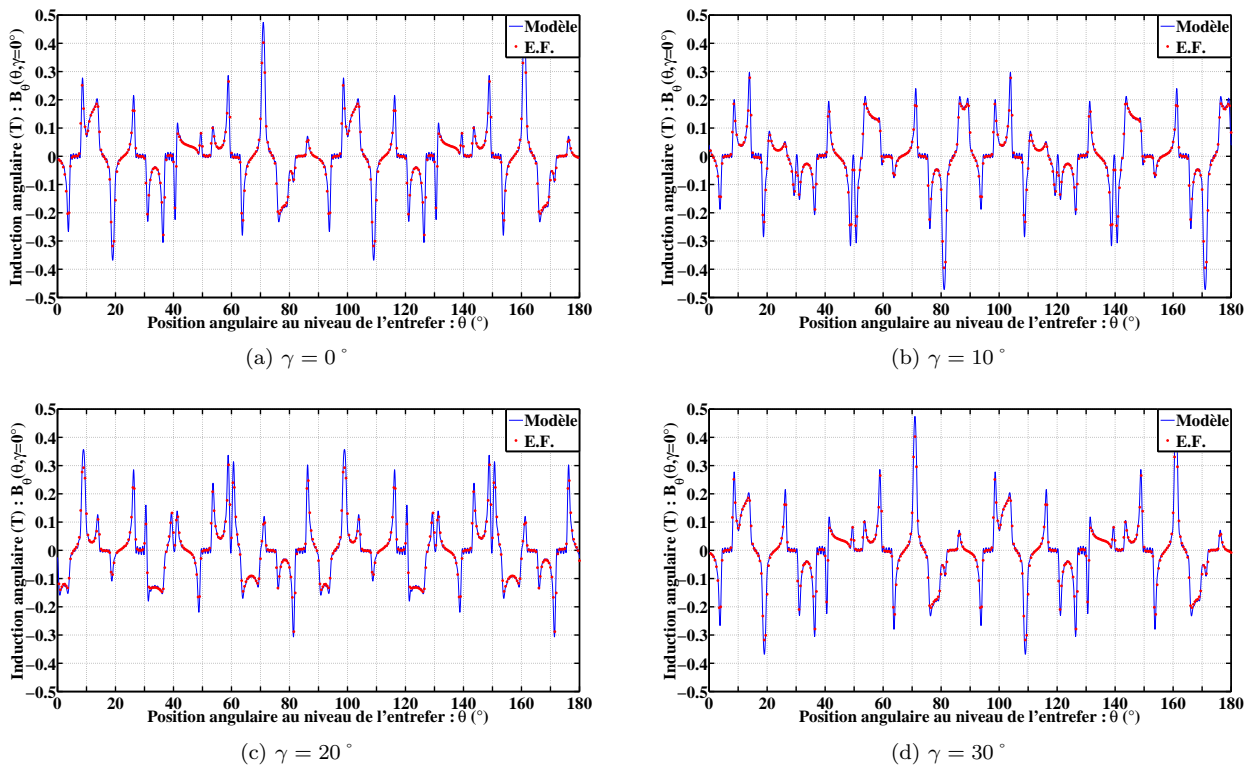 Induction angulaire (T) : Bθ(θ,γ=0°)
0.5
0.4
0.3
0.2
0.1
0
−0.1
−0.2
−0.3
−0.4
−0.5
Modèle
E.F.
0 20 40 60 80 100 120 140 160 180
Position angulaire au niveau de l'entrefer : θ (°)
(a) γ = 0 °
Induction angulaire (T) : Bθ(θ,γ=0°)
0.5
0.4
0.3
0.2
0.1
0
−0.1
−0.2
−0.3
−0.4
−0.5
Modèle
E.F.
0 20 40 60 80 100 120 140 160 180
Position angulaire au niveau de l'entrefer : θ (°)
(b) γ = 10 °
Induction angulaire (T) : Bθ(θ,γ=0°)
0.5
0.4
0.3
0.2
0.1
0
−0.1
−0.2
−0.3
−0.4
−0.5
Modèle
E.F.
0 20 40 60 80 100 120 140 160 180
Position angulaire au niveau de l'entrefer : θ (°)
(c) γ = 20 °
Induction angulaire (T) : Bθ(θ,γ=0°)
0.5
0.4
0.3
0.2
0.1
0
−0.1
−0.2
−0.3
−0.4
−0.5
Modèle
E.F.
0 20 40 60 80 100 120 140 160 180
Position angulaire au niveau de l'entrefer : θ (°)
(d) γ = 30 °